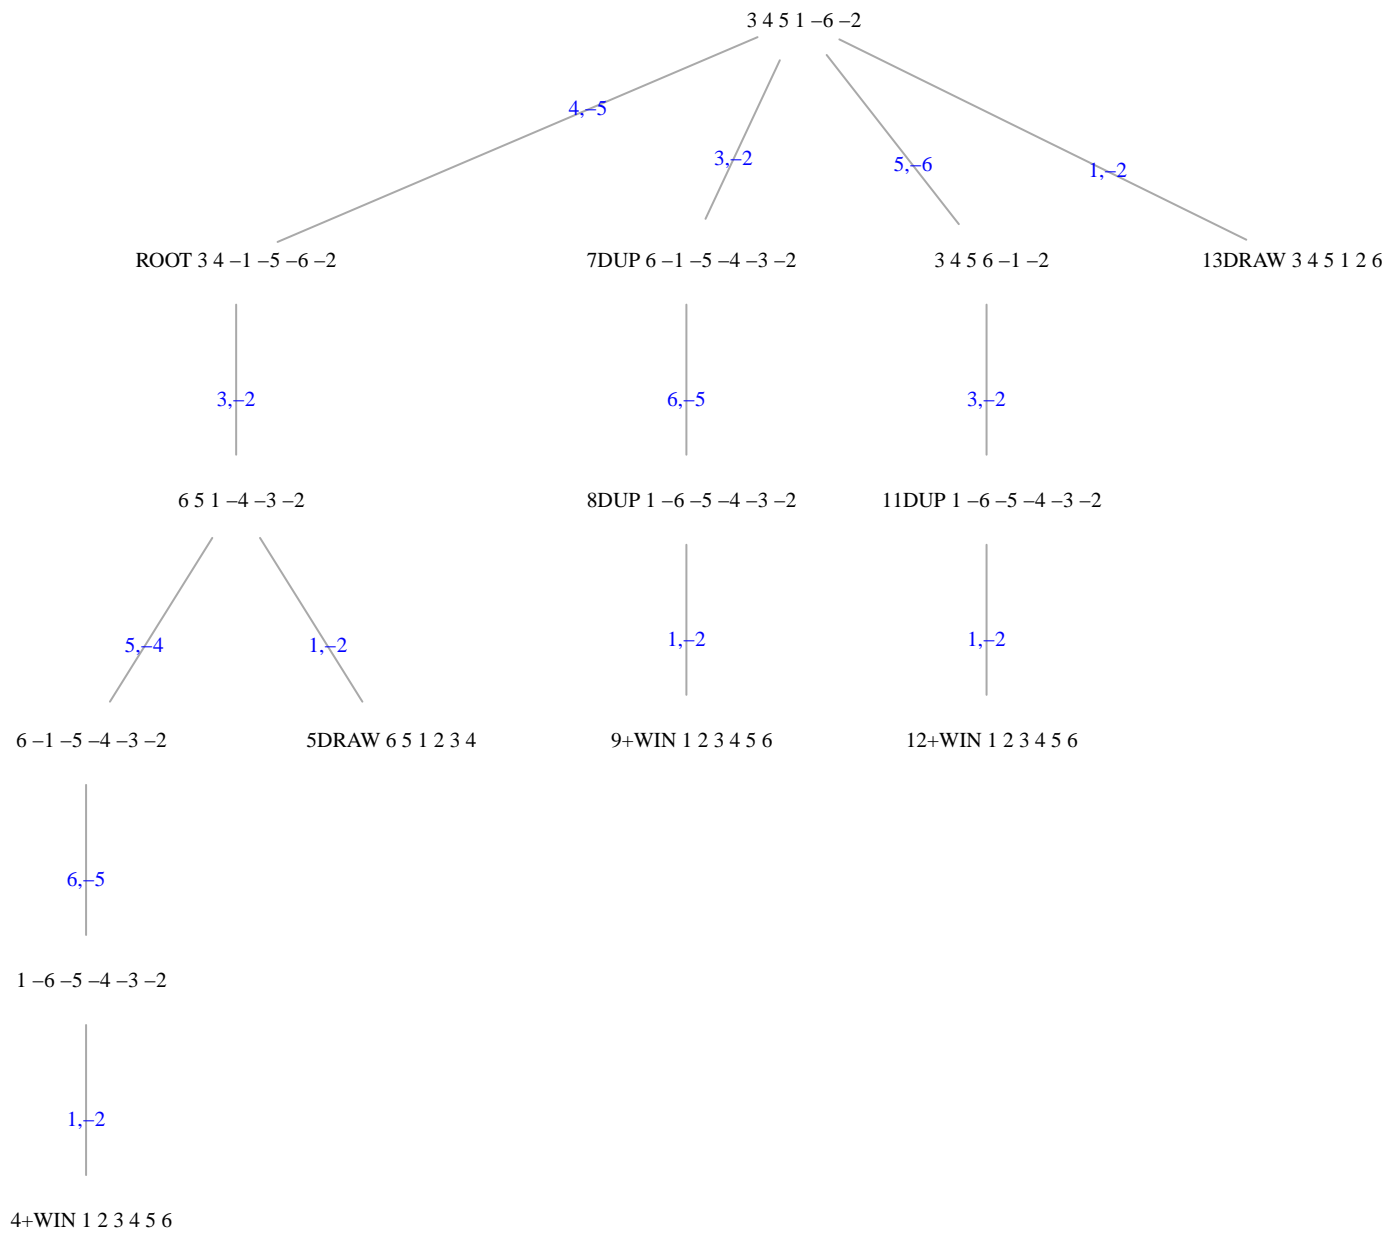 3 4 5 1 –6 –2
4,–5
3,–2
5,–6
1,–2
ROOT 3 4 –1 –5 –6 –2
7DUP 6 –1 –5 –4 –3 –2
3 4 5 6 –1 –2
13DRAW 3 4 5 1 2 6
3,–2
6,–5
3,–2
6 5 1 –4 –3 –2
8DUP 1 –6 –5 –4 –3 –2
11DUP 1 –6 –5 –4 –3 –2
5,–4
1,–2
1,–2
1,–2
6 –1 –5 –4 –3 –2
5DRAW 6 5 1 2 3 4
9+WIN 1 2 3 4 5 6
12+WIN 1 2 3 4 5 6
6,–5
1 –6 –5 –4 –3 –2
1,–2
4+WIN 1 2 3 4 5 6